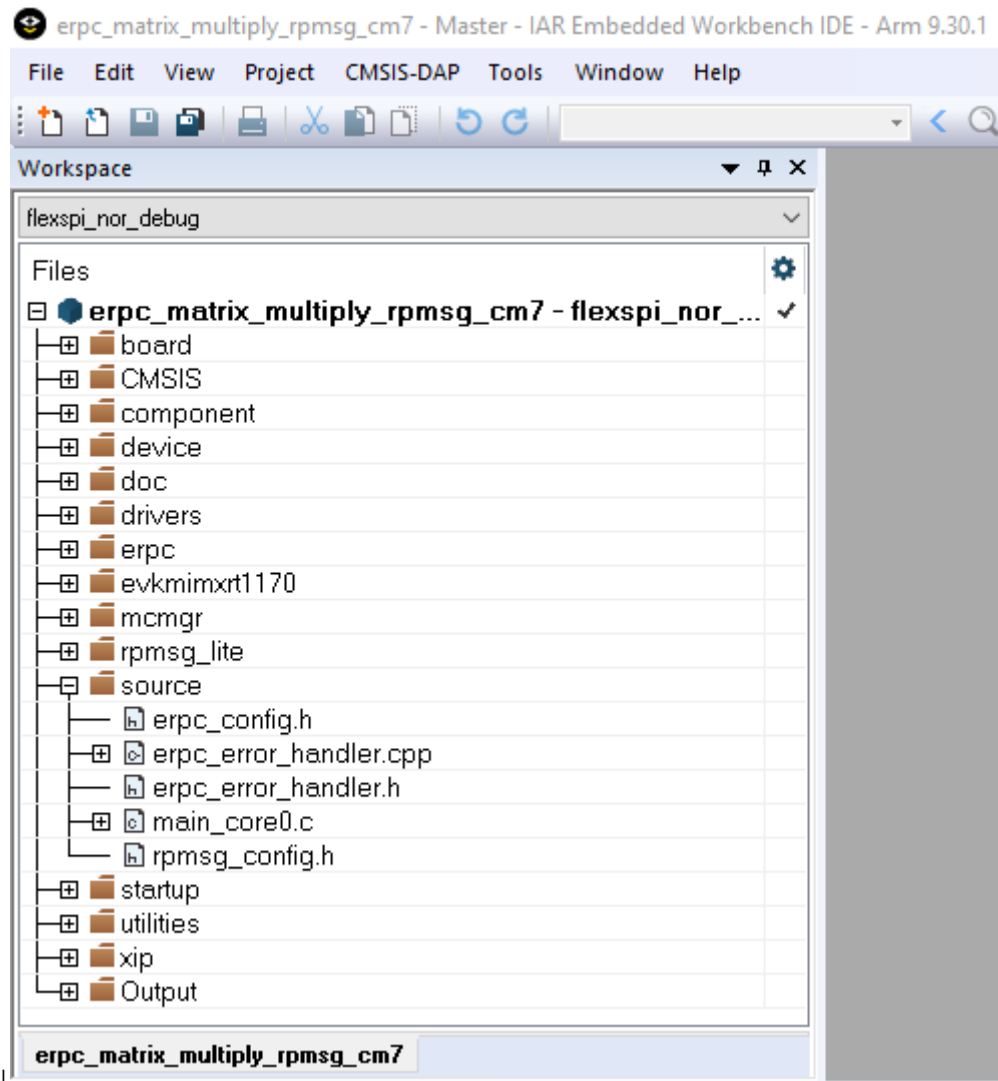 erpc_matrix_multiply_rpmsg_cm7 - Master - IAR Embedded Workbench IDE - Arm 9.30.1
File Edit View Project CMSIS-DAP Tools Window Help
Workspace
flexspi_nor_debug
Files
erpc_matrix_multiply_rpmsg_cm7 - flexspi_nor_...
board
CMSIS
component
device
doc
drivers
erpc
evkmimxrt1170
mcmgr
rpmsg_lite
source
erpc_config.h
erpc_error_handler.cpp
erpc_error_handler.h
main_core0.c
rpmsg_config.h
startup
utilities
xip
Output
erpc_matrix_multiply_rpmsg_cm7